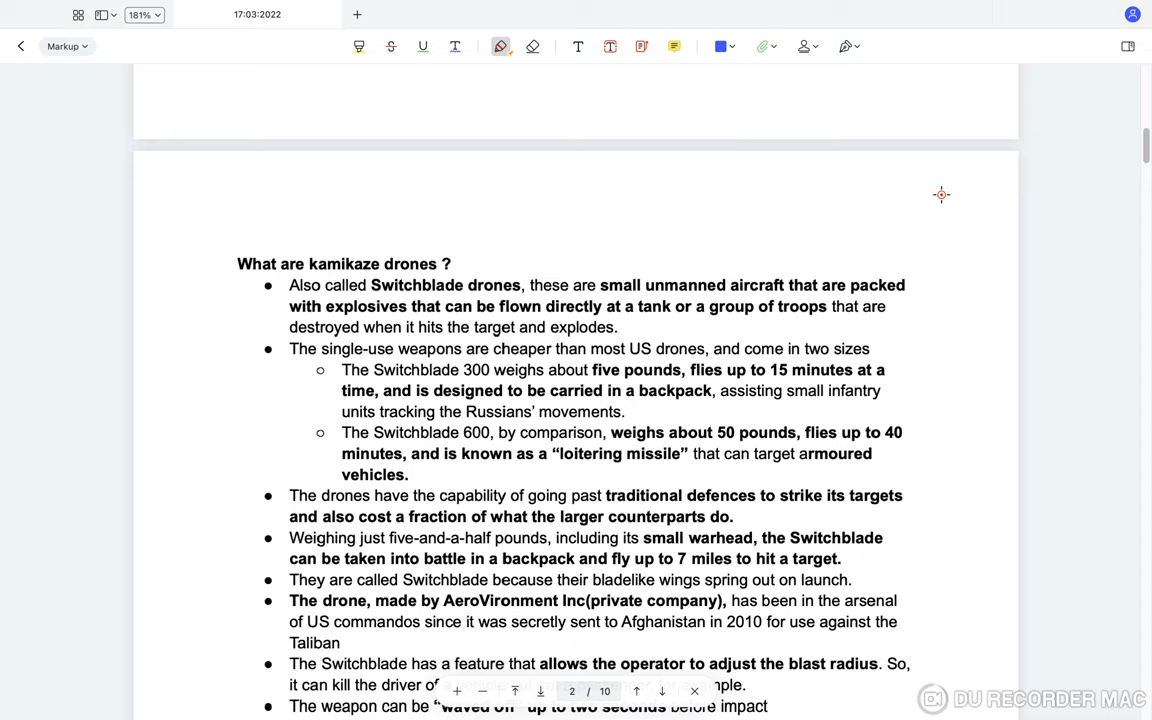 181%
17:03:2022
Markup
What are kamikaze drones ?
● Also called Switchblade drones, these are small unmanned aircraft that are packed
with explosives that can be flown directly at a tank or a group of troops that are
destroyed when it hits the target and explodes.
● The single-use weapons are cheaper than most US drones, and come in two sizes
○ The Switchblade 300 weighs about five pounds, flies up to 15 minutes at a
time, and is designed to be carried in a backpack, assisting small infantry
units tracking the Russians’ movements.
○ The Switchblade 600, by comparison, weighs about 50 pounds, flies up to 40
minutes, and is known as a “loitering missile” that can target armoured
vehicles.
● The drones have the capability of going past traditional defences to strike its targets
and also cost a fraction of what the larger counterparts do.
● Weighing just five-and-a-half pounds, including its small warhead, the Switchblade
can be taken into battle in a backpack and fly up to 7 miles to hit a target.
● They are called Switchblade because their bladelike wings spring out on launch.
● The drone, made by AeroVironment Inc(private company), has been in the arsenal
of US commandos since it was secretly sent to Afghanistan in 2010 for use against the
Taliban
● The Switchblade has a feature that allows the operator to adjust the blast radius. So,
it can kill the driver of
2 / 10
● The weapon can be “waved off” up to two seconds before impact
DU RECORDER MAC